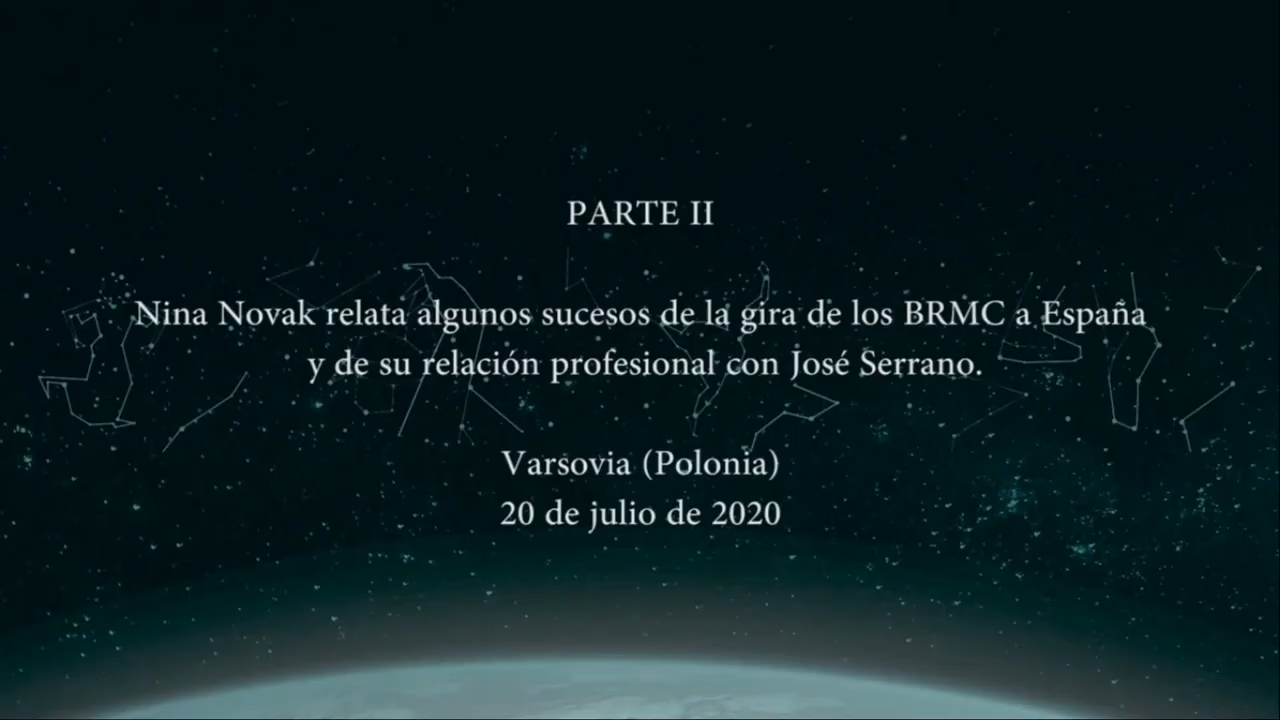 PARTE II
Nina Novak relata algunos sucesos de la gira de los BRMC a España
y de su relación profesional con José Serrano.
Varsovia (Polonia)
20 de julio de 2020